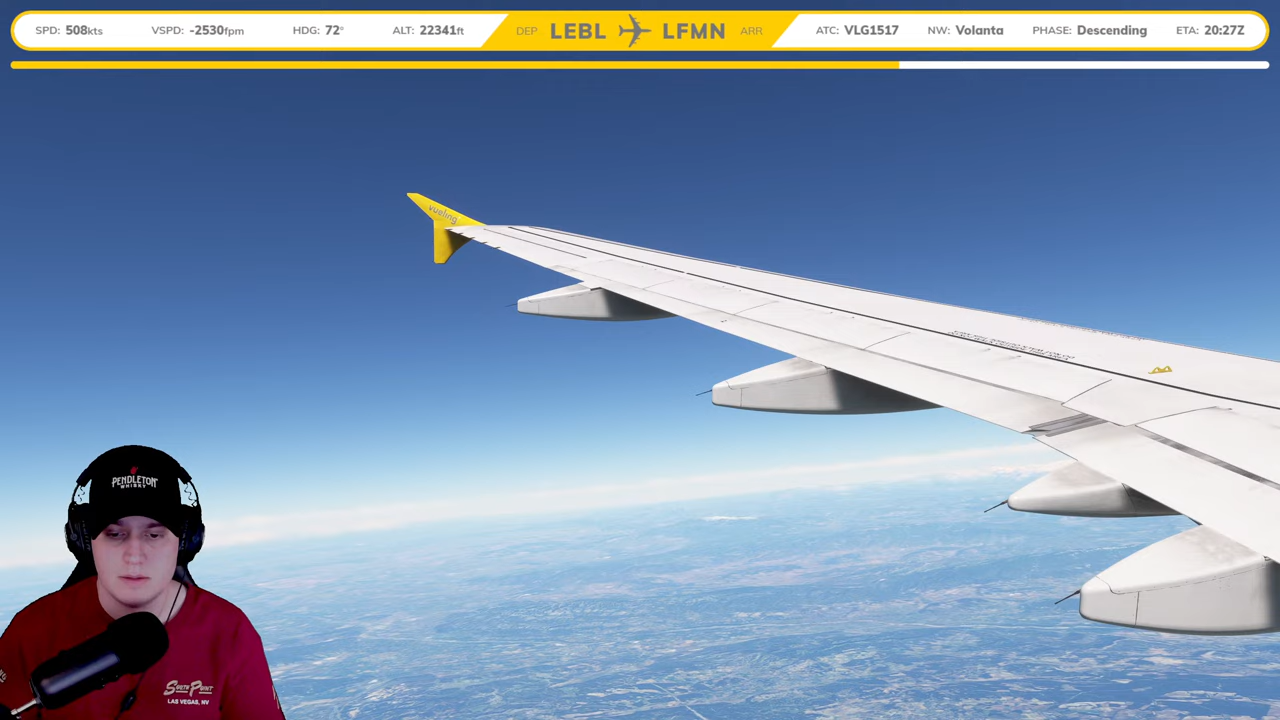 SPD: 508kts VSPD: -2530fpm HDG: 72° ALT: 22341ft DEP LEBL LFMN ARR ATC: VLG1517 NW: Volanta PHASE: Descending ETA: 20:27Z
vueling
PENDLETON
WHISKY
South Point
LAS VEGAS, NV